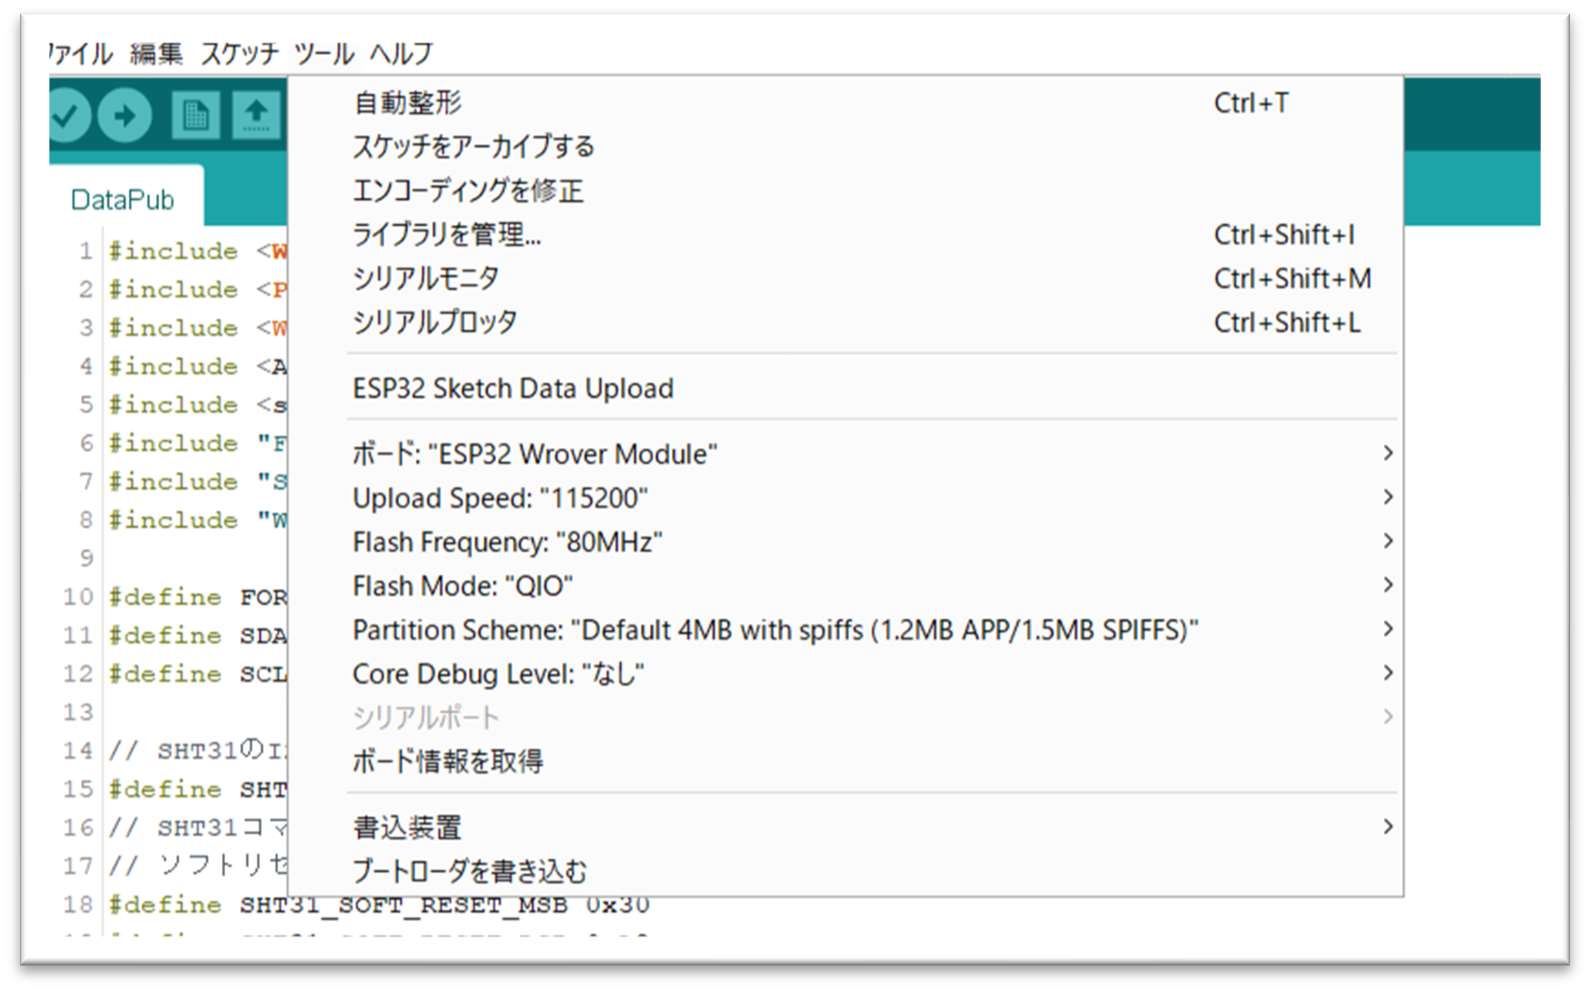 ァイル 編集 スケッチ ツール ヘルプ
自動整形 Ctrl+T
スケッチをアーカイブする
エンコーディングを修正
ライブラリを管理... Ctrl+Shift+I
シリアルモニタ Ctrl+Shift+M
シリアルプロッタ Ctrl+Shift+L
ESP32 Sketch Data Upload
ボード: "ESP32 Wrover Module"
Upload Speed: "115200"
Flash Frequency: "80MHz"
Flash Mode: "QIO"
Partition Scheme: "Default 4MB with spiffs (1.2MB APP/1.5MB SPIFFS)"
Core Debug Level: "なし"
シリアルポート
ボード情報を取得
書込装置
ブートローダを書き込む
DataPub
1 #include <W
2 #include <P
3 #include <W
4 #include <A
5 #include <s
6 #include "F
7 #include "S
8 #include "W
9
10 #define FOR
11 #define SDA
12 #define SCL
13
14 // SHT31のI
15 #define SHT
16 // SHT31コマ
17 // ソフトリセ
18 #define SHT31_SOFT_RESET_MSB 0x30